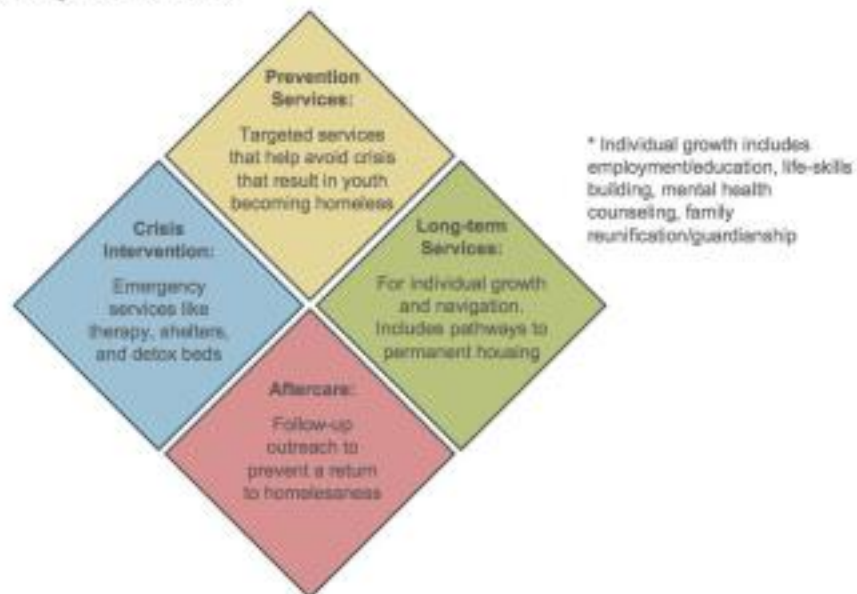 Prevention
Services:
Targeted services
that help avoid crisis
that result in youth
becoming homeless
* Individual growth includes
employment/education, life-skills
building, mental health
counseling, family
reunification/guardianship
Crisis
Intervention:
Emergency
services like
therapy, shelters,
and detox beds
Long-term
Services:
For individual growth
and navigation.
Includes pathways to
permanent housing
Aftercare:
Follow-up
outreach to
prevent a return
to homelessness